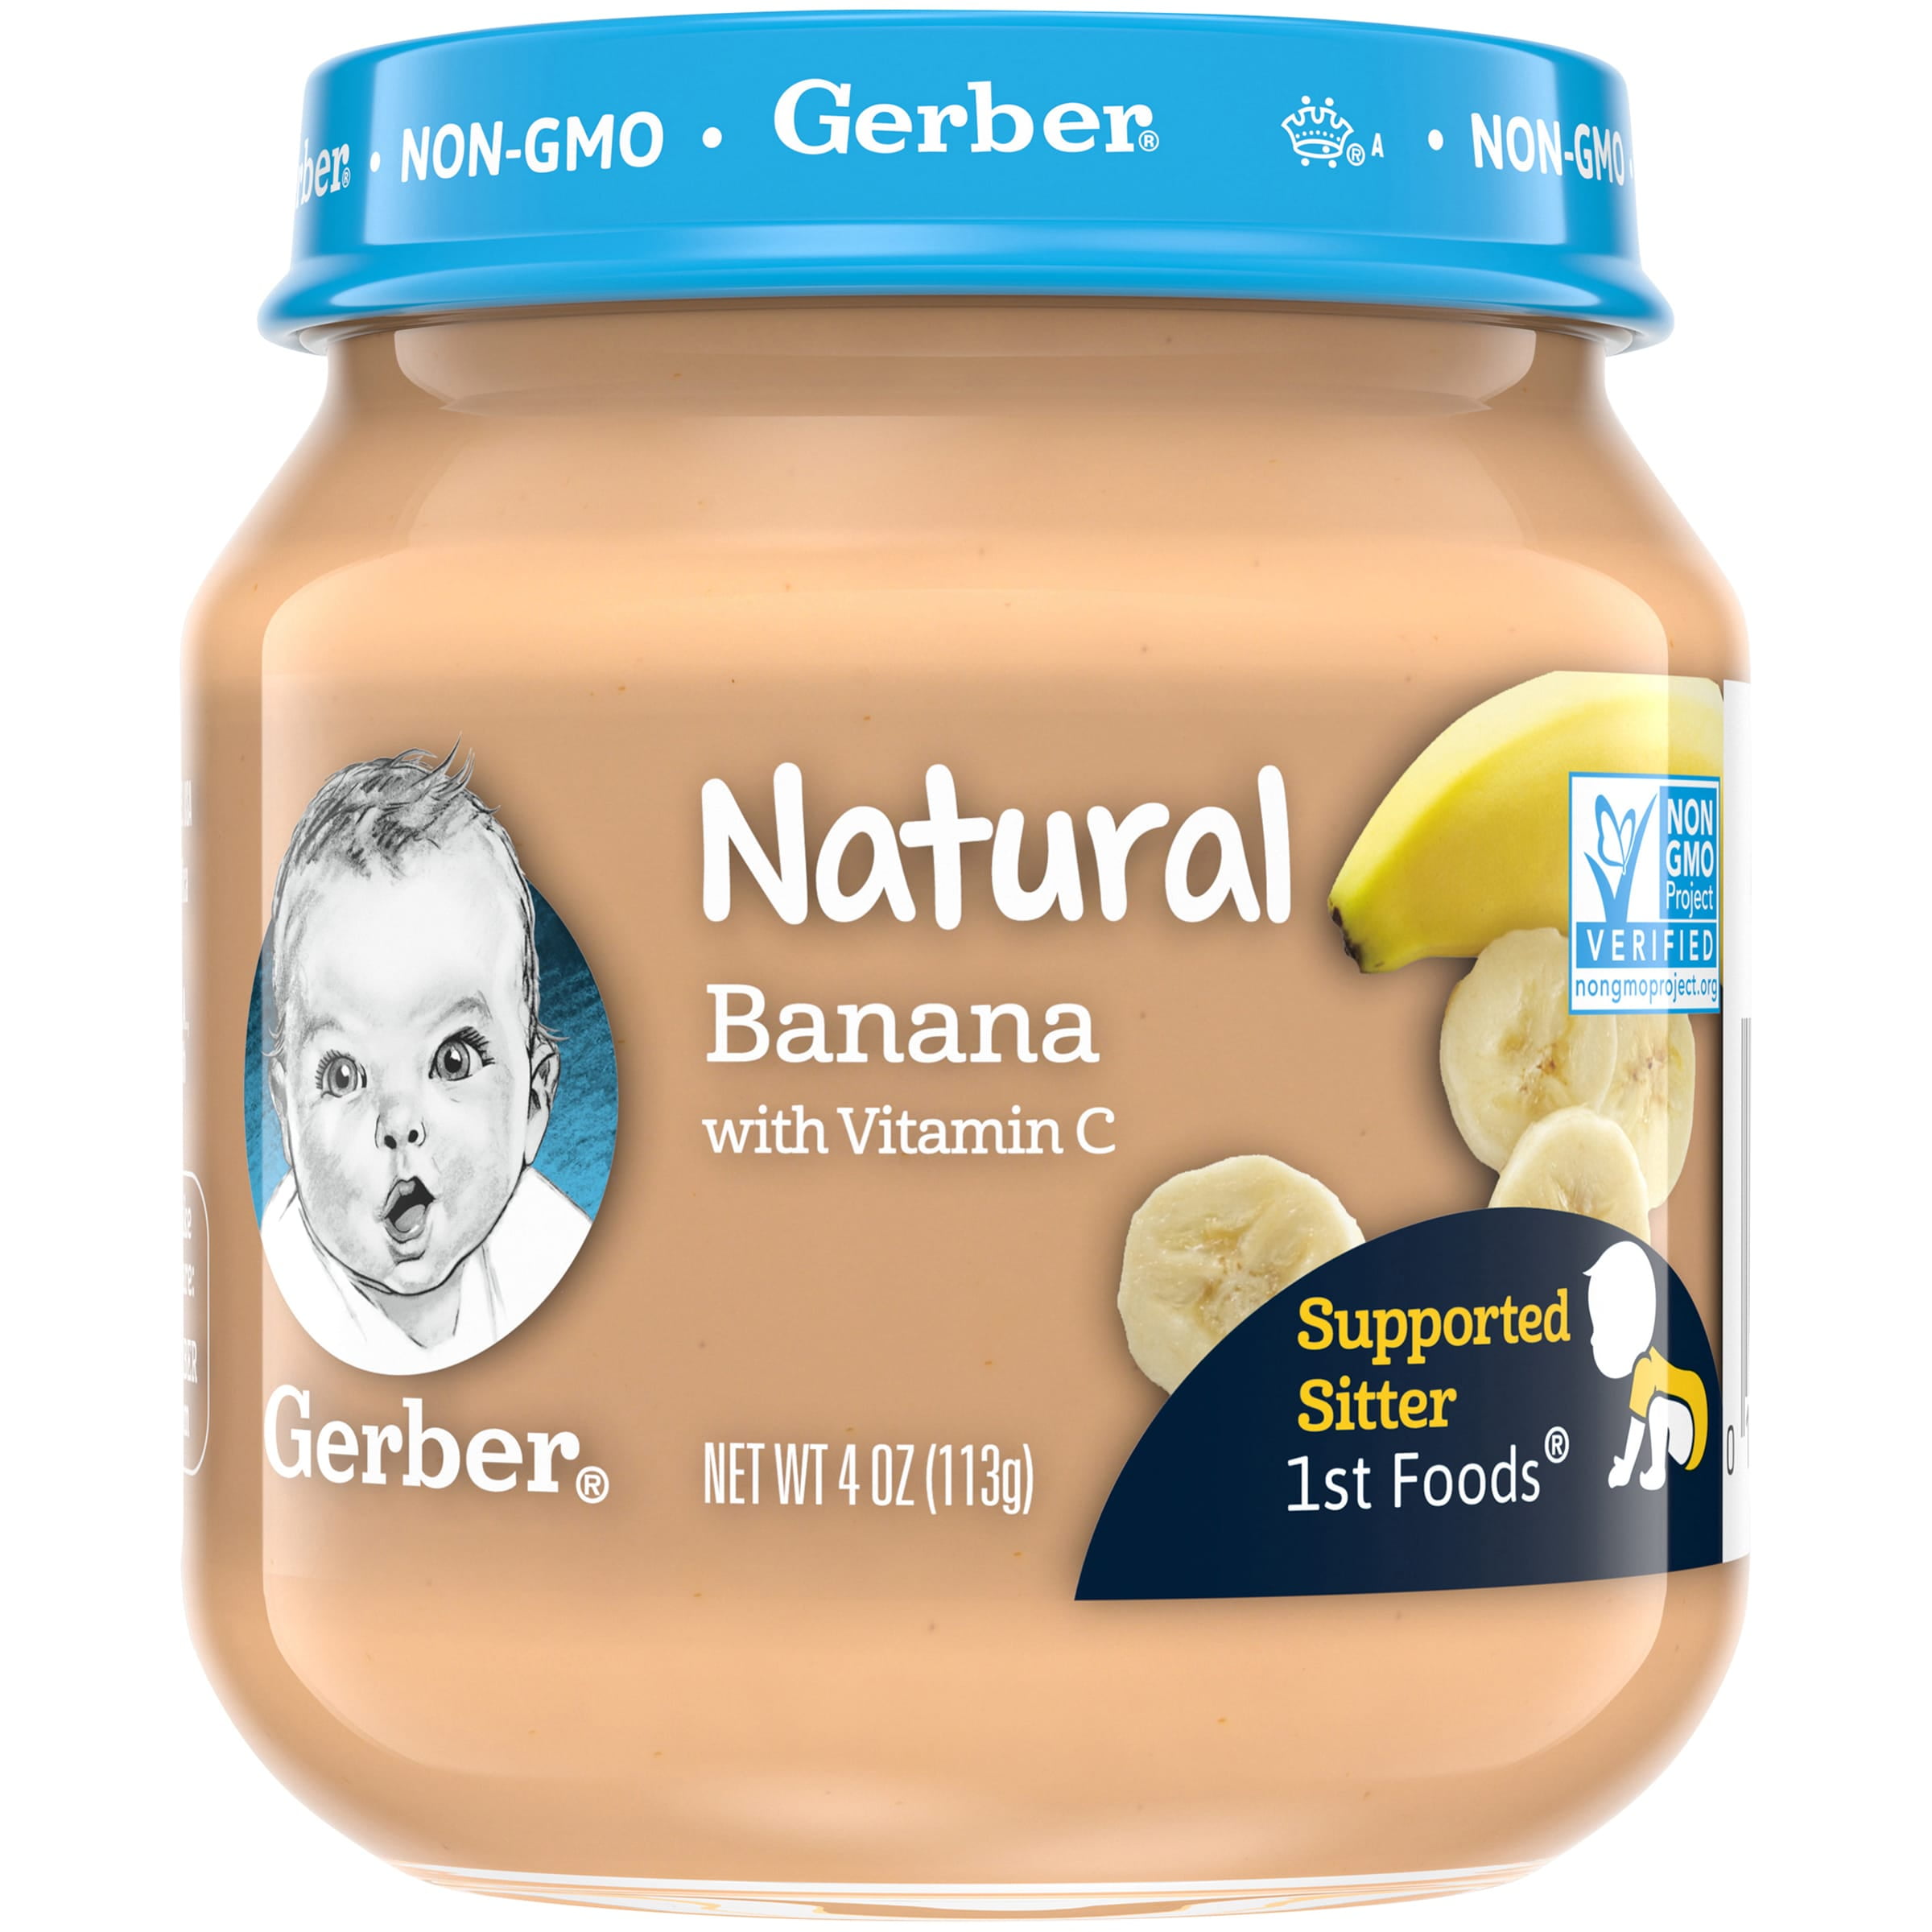 NON-GMO • Gerber® ® A • NON-GMO
Natural
Banana
with Vitamin C
NON
GMO
Project
VERIFIED
nongmoproject.org
Supported
Sitter
1st Foods®
Gerber®
NET WT 4 OZ (113g)